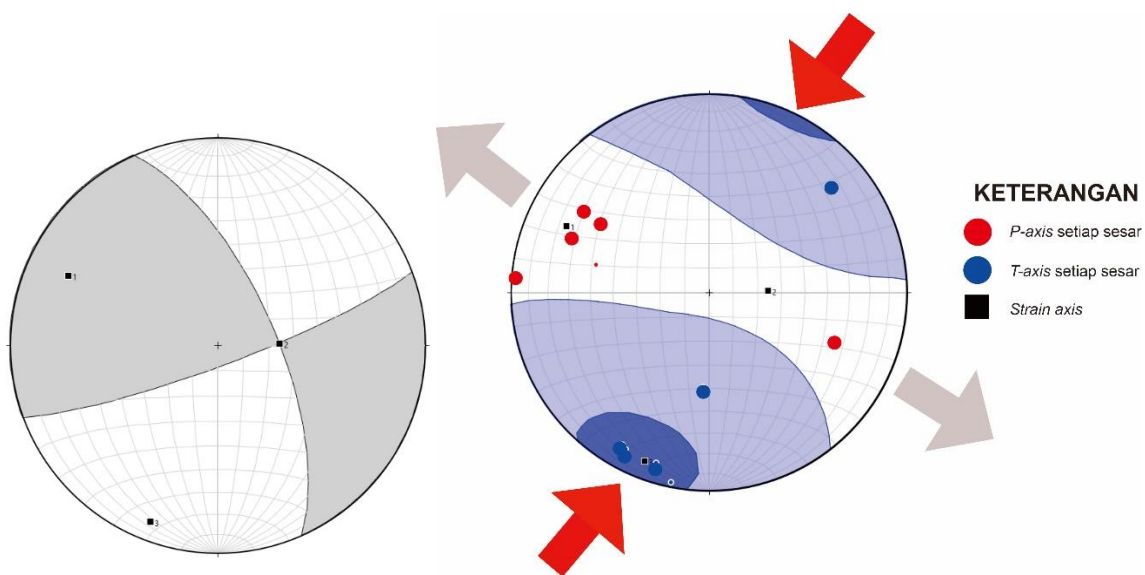 1
2
3
1
2
KETERANGAN
P-axis setiap sesar
T-axis setiap sesar
Strain axis